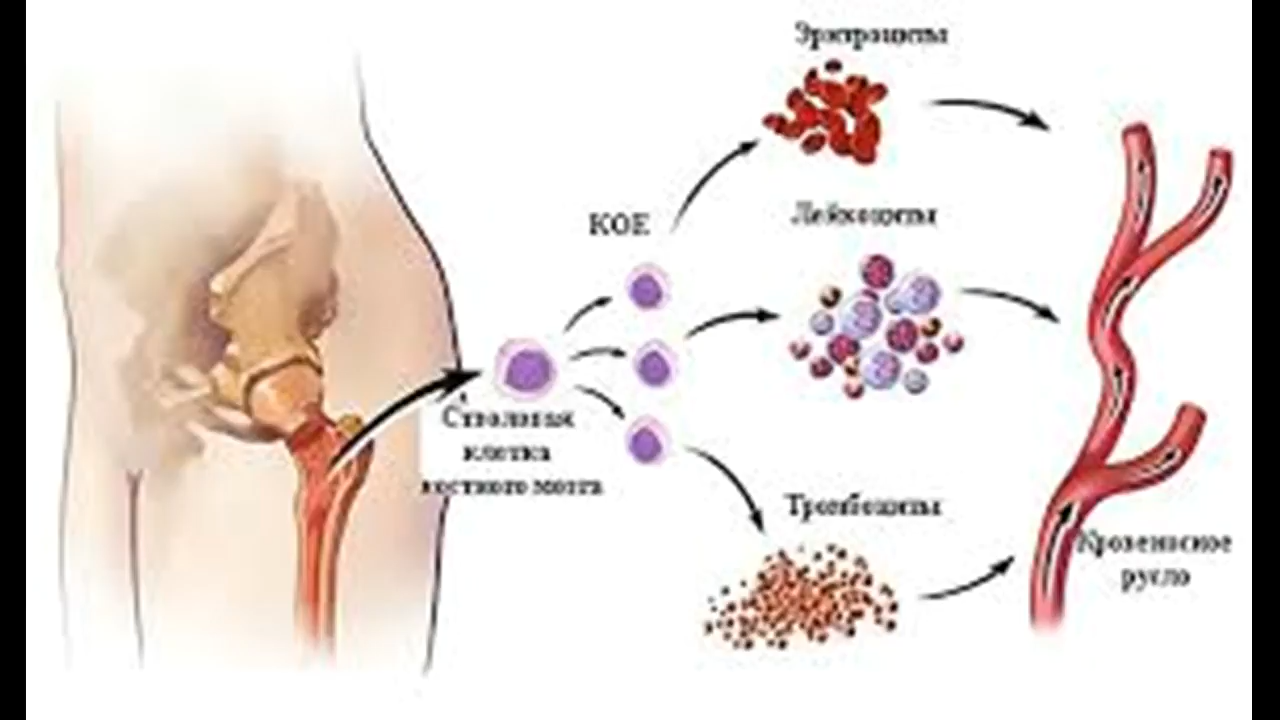 Эритроциты
КОЕ
Лейкоциты
Стволовая
клетка
костного мозга
Тромбоциты
Кровеносное
русло